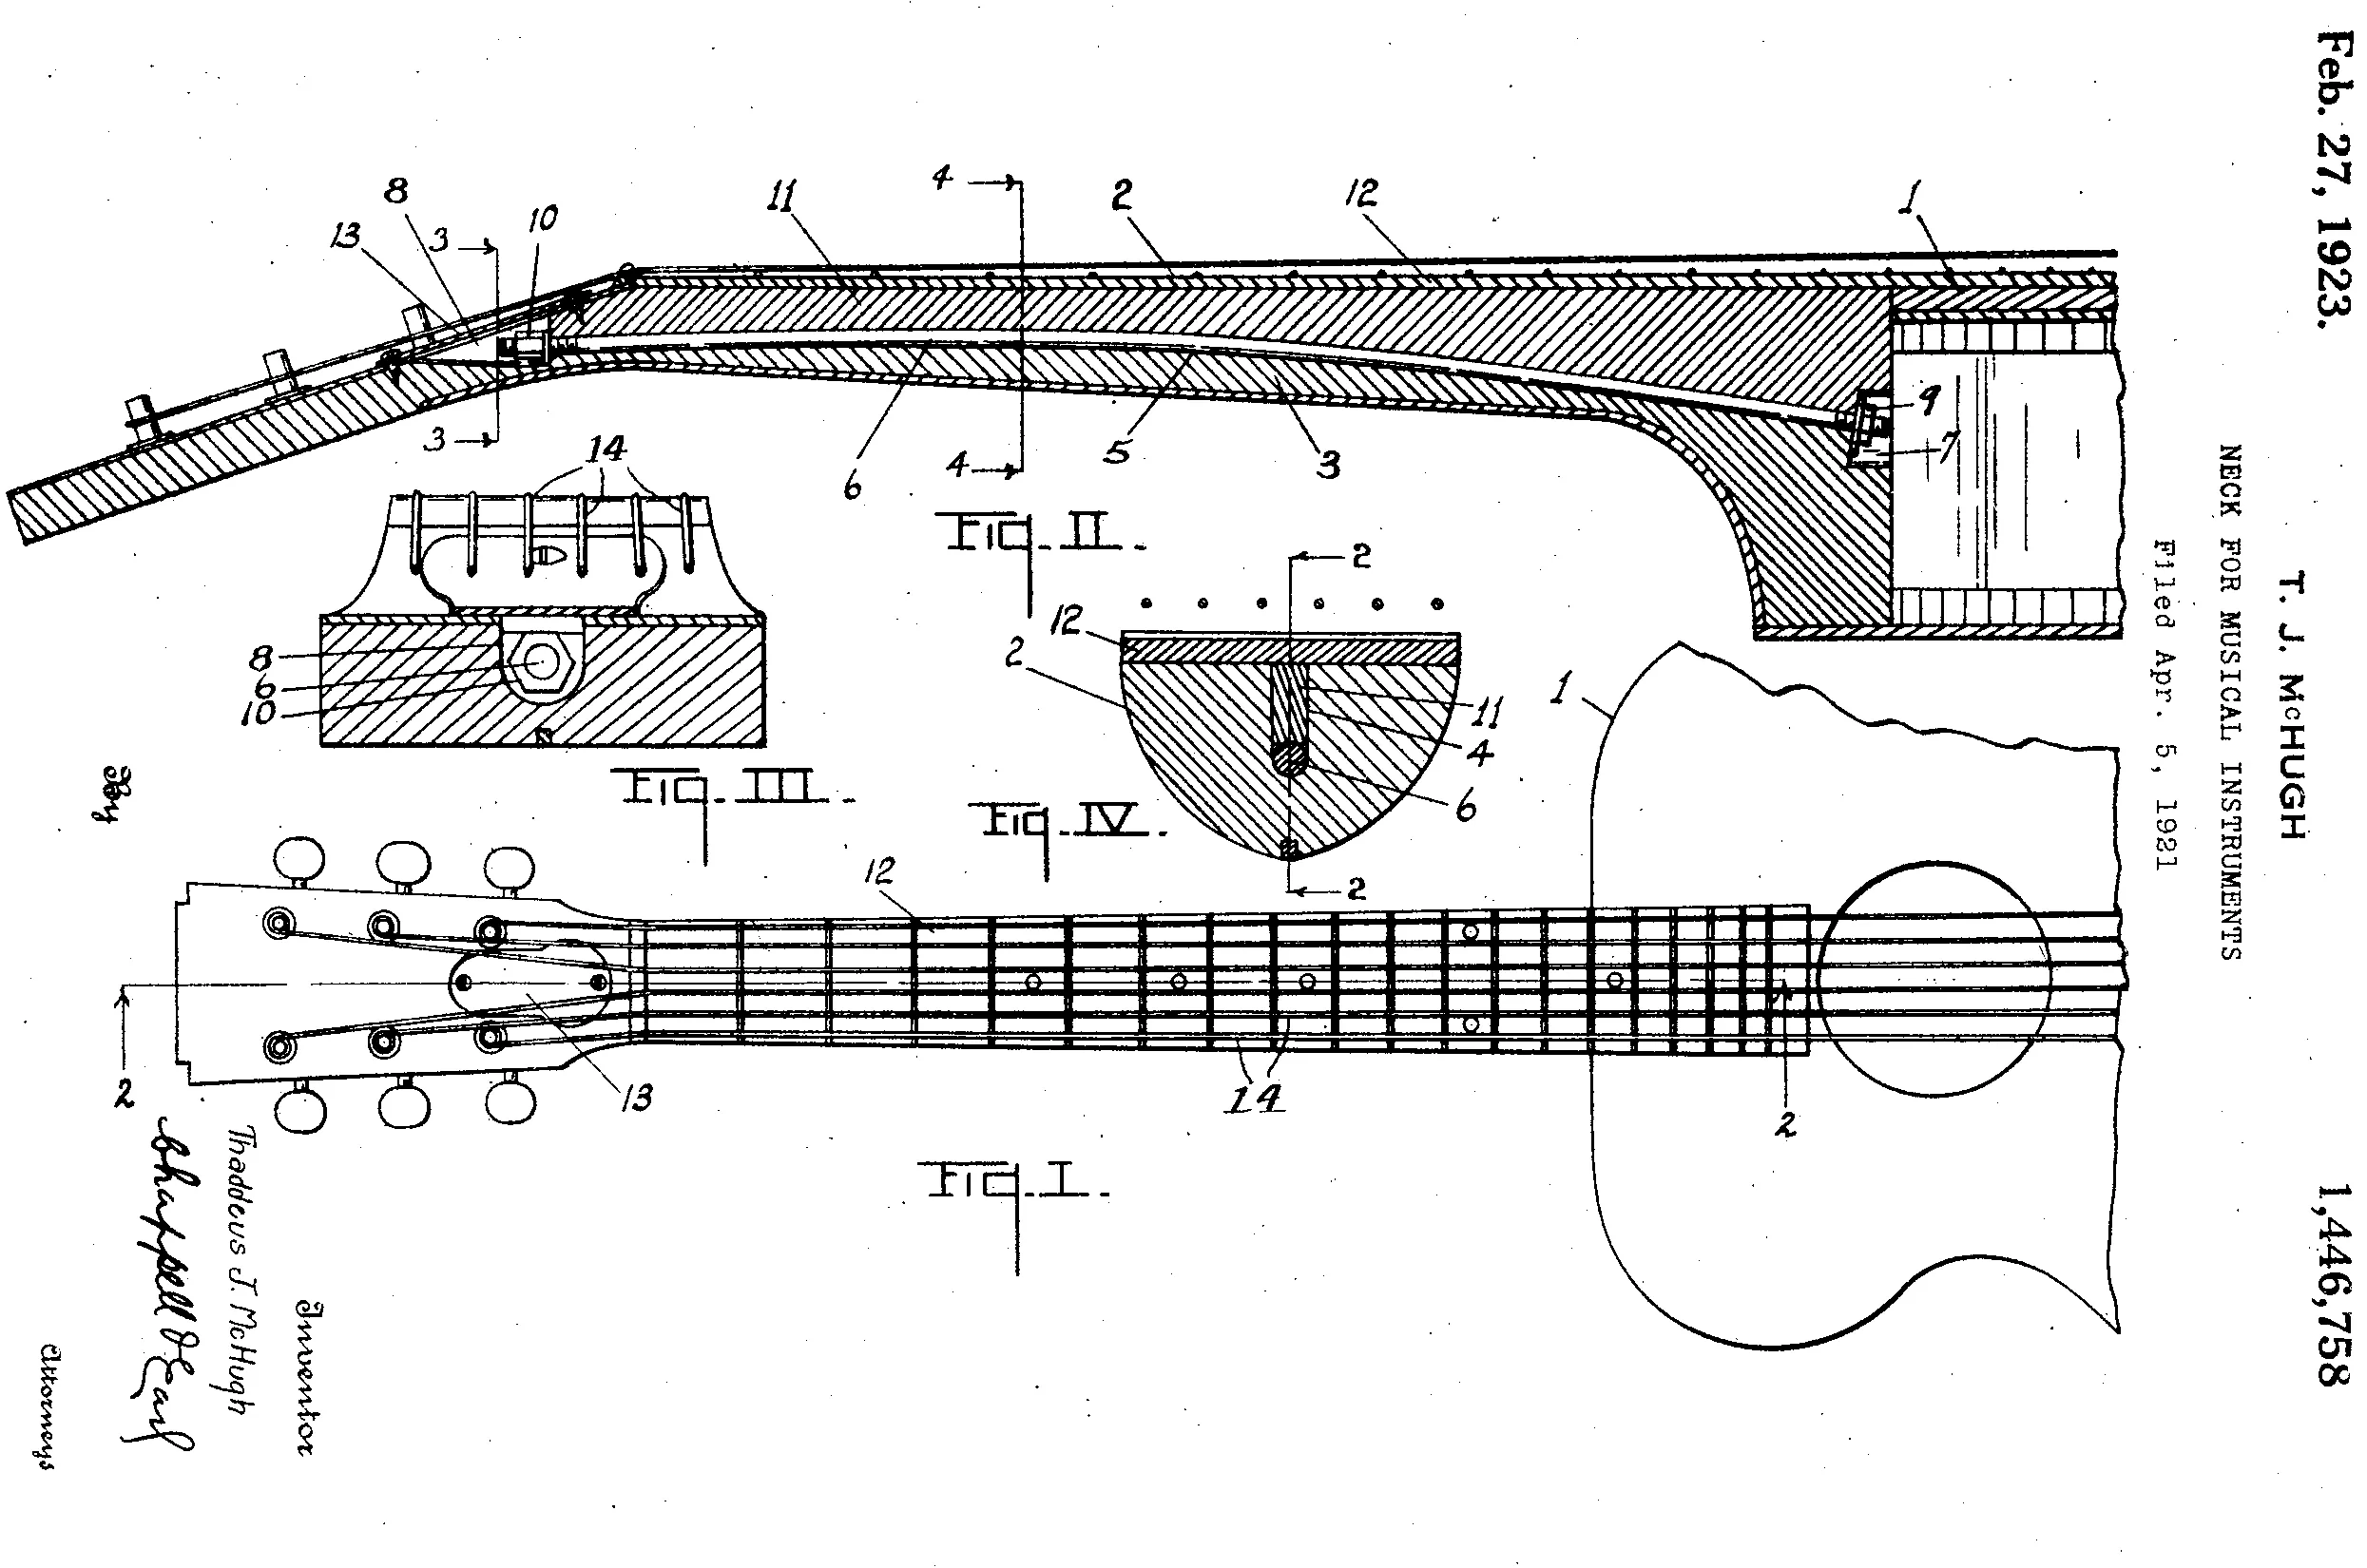 Feb. 27, 1923.
1,446,758
T. J. McHUGH
NECK FOR MUSICAL INSTRUMENTS
Filed Apr. 5, 1921
8
13
3
10
11
4
2
12
1
3
14
4
6
5
3
9
7
FIG. II.
2
12
2
8
6
10
11
4
6
1
FIG. III.
FIG. IV.
2
12
2
13
14
2
FIG. I.
Inventor
Thaddeus J. McHugh
By
Chappell & Earl
Attorneys